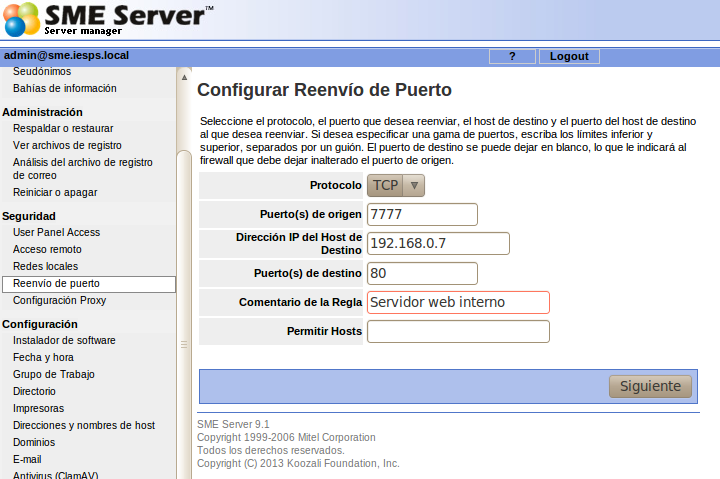 SME Server™
Server manager
admin@sme.iesps.local
?
Logout
Seudónimos
Bahías de información
Administración
Respaldar o restaurar
Ver archivos de registro
Análisis del archivo de registro
de correo
Reiniciar o apagar
Seguridad
User Panel Access
Acceso remoto
Redes locales
Reenvío de puerto
Configuración Proxy
Configuración
Instalador de software
Fecha y hora
Grupo de Trabajo
Directorio
Impresoras
Direcciones y nombres de host
Dominios
E-mail
Antivirus (ClamAV)
Configurar Reenvío de Puerto
Seleccione el protocolo, el puerto que desea reenviar, el host de destino y el puerto del host de destino
al que desea reenviar. Si desea especificar una gama de puertos, escriba los límites inferior y
superior, separados por un guión. El puerto de destino se puede dejar en blanco, lo que le indicará al
firewall que debe dejar inalterado el puerto de origen.
Protocolo TCP
Puerto(s) de origen 7777
Dirección IP del Host de
Destino 192.168.0.7
Puerto(s) de destino 80
Comentario de la Regla Servidor web interno
Permitir Hosts
Siguiente
SME Server 9.1
Copyright 1999-2006 Mitel Corporation
Todos los derechos reservados.
Copyright (C) 2013 Koozali Foundation, Inc.